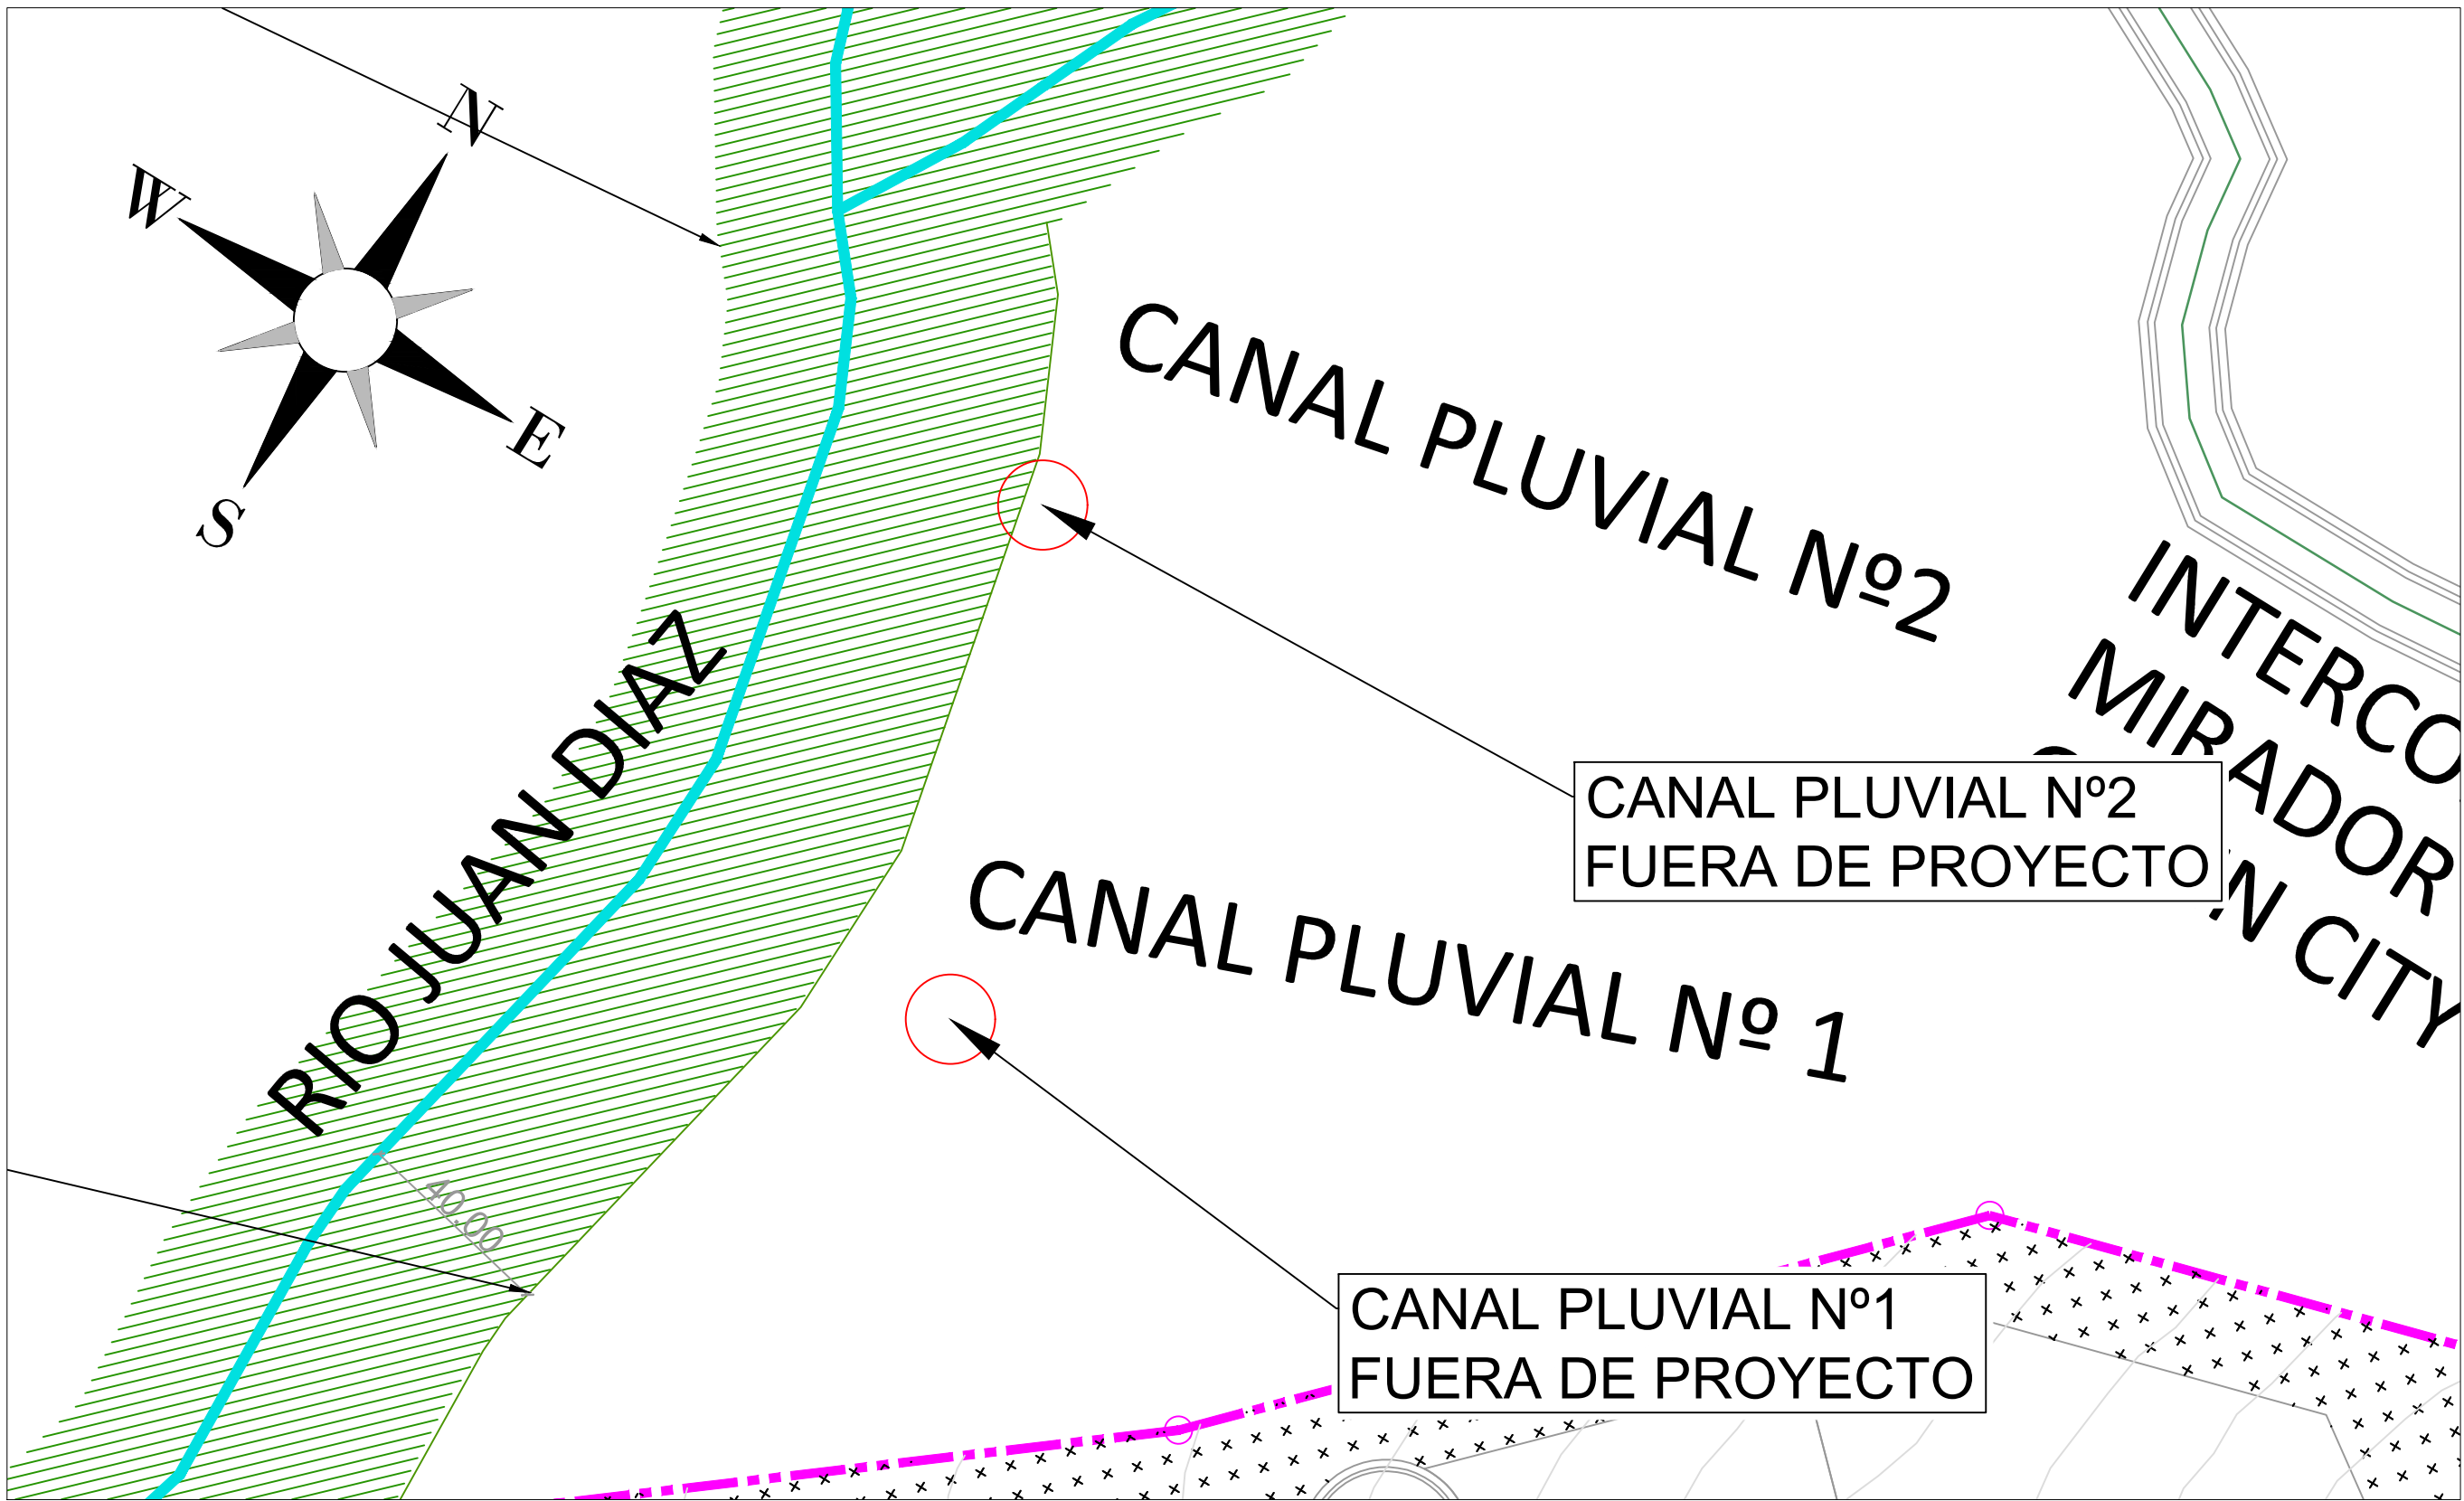 N
W
E
S
CANAL PLUVIAL Nº2
RIO JUAN DIAZ
INTERCO
MIRADOR
N CITY
CANAL PLUVIAL Nº2
FUERA DE PROYECTO
CANAL PLUVIAL Nº 1
40.00
CANAL PLUVIAL Nº1
FUERA DE PROYECTO